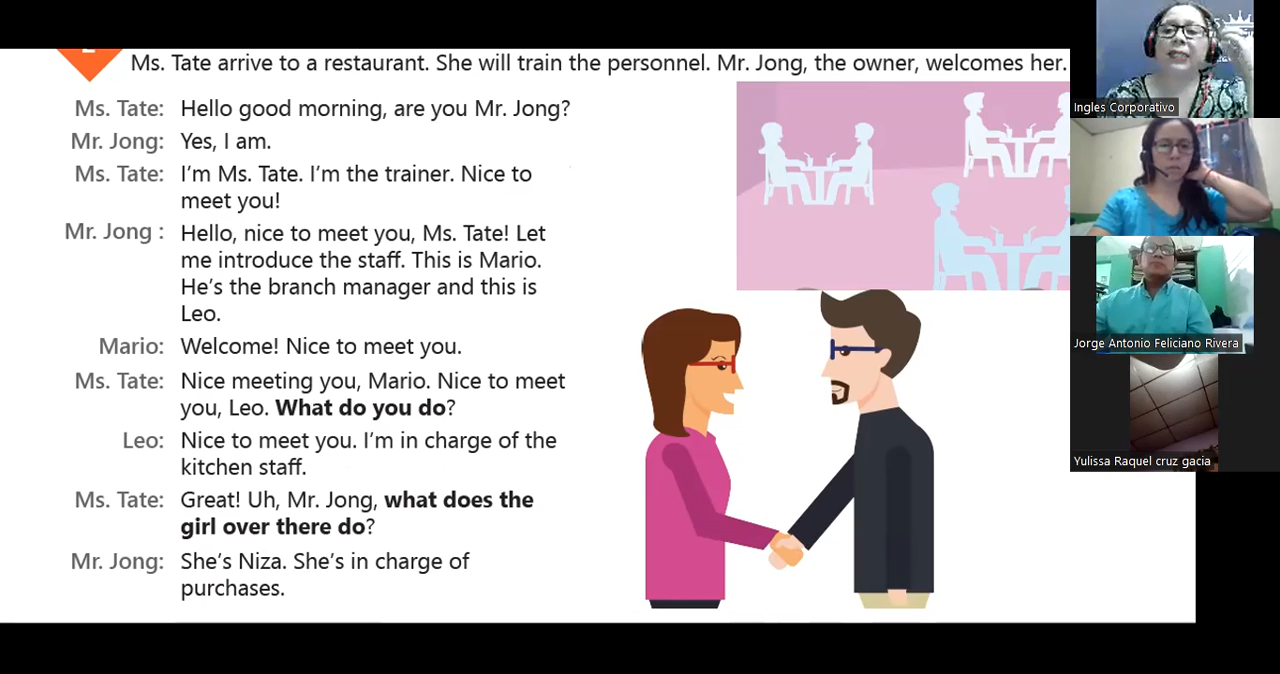 Ms. Tate arrive to a restaurant. She will train the personnel. Mr. Jong, the owner, welcomes her.
Ms. Tate: Hello good morning, are you Mr. Jong?
Mr. Jong: Yes, I am.
Ms. Tate: I'm Ms. Tate. I'm the trainer. Nice to
meet you!
Mr. Jong : Hello, nice to meet you, Ms. Tate! Let
me introduce the staff. This is Mario.
He's the branch manager and this is
Leo.
Mario: Welcome! Nice to meet you.
Ms. Tate: Nice meeting you, Mario. Nice to meet
you, Leo. What do you do?
Leo: Nice to meet you. I'm in charge of the
kitchen staff.
Ms. Tate: Great! Uh, Mr. Jong, what does the
girl over there do?
Mr. Jong: She's Niza. She's in charge of
purchases.
Ingles Corporativo
Jorge Antonio Feliciano Rivera
Yulissa Raquel cruz gacia